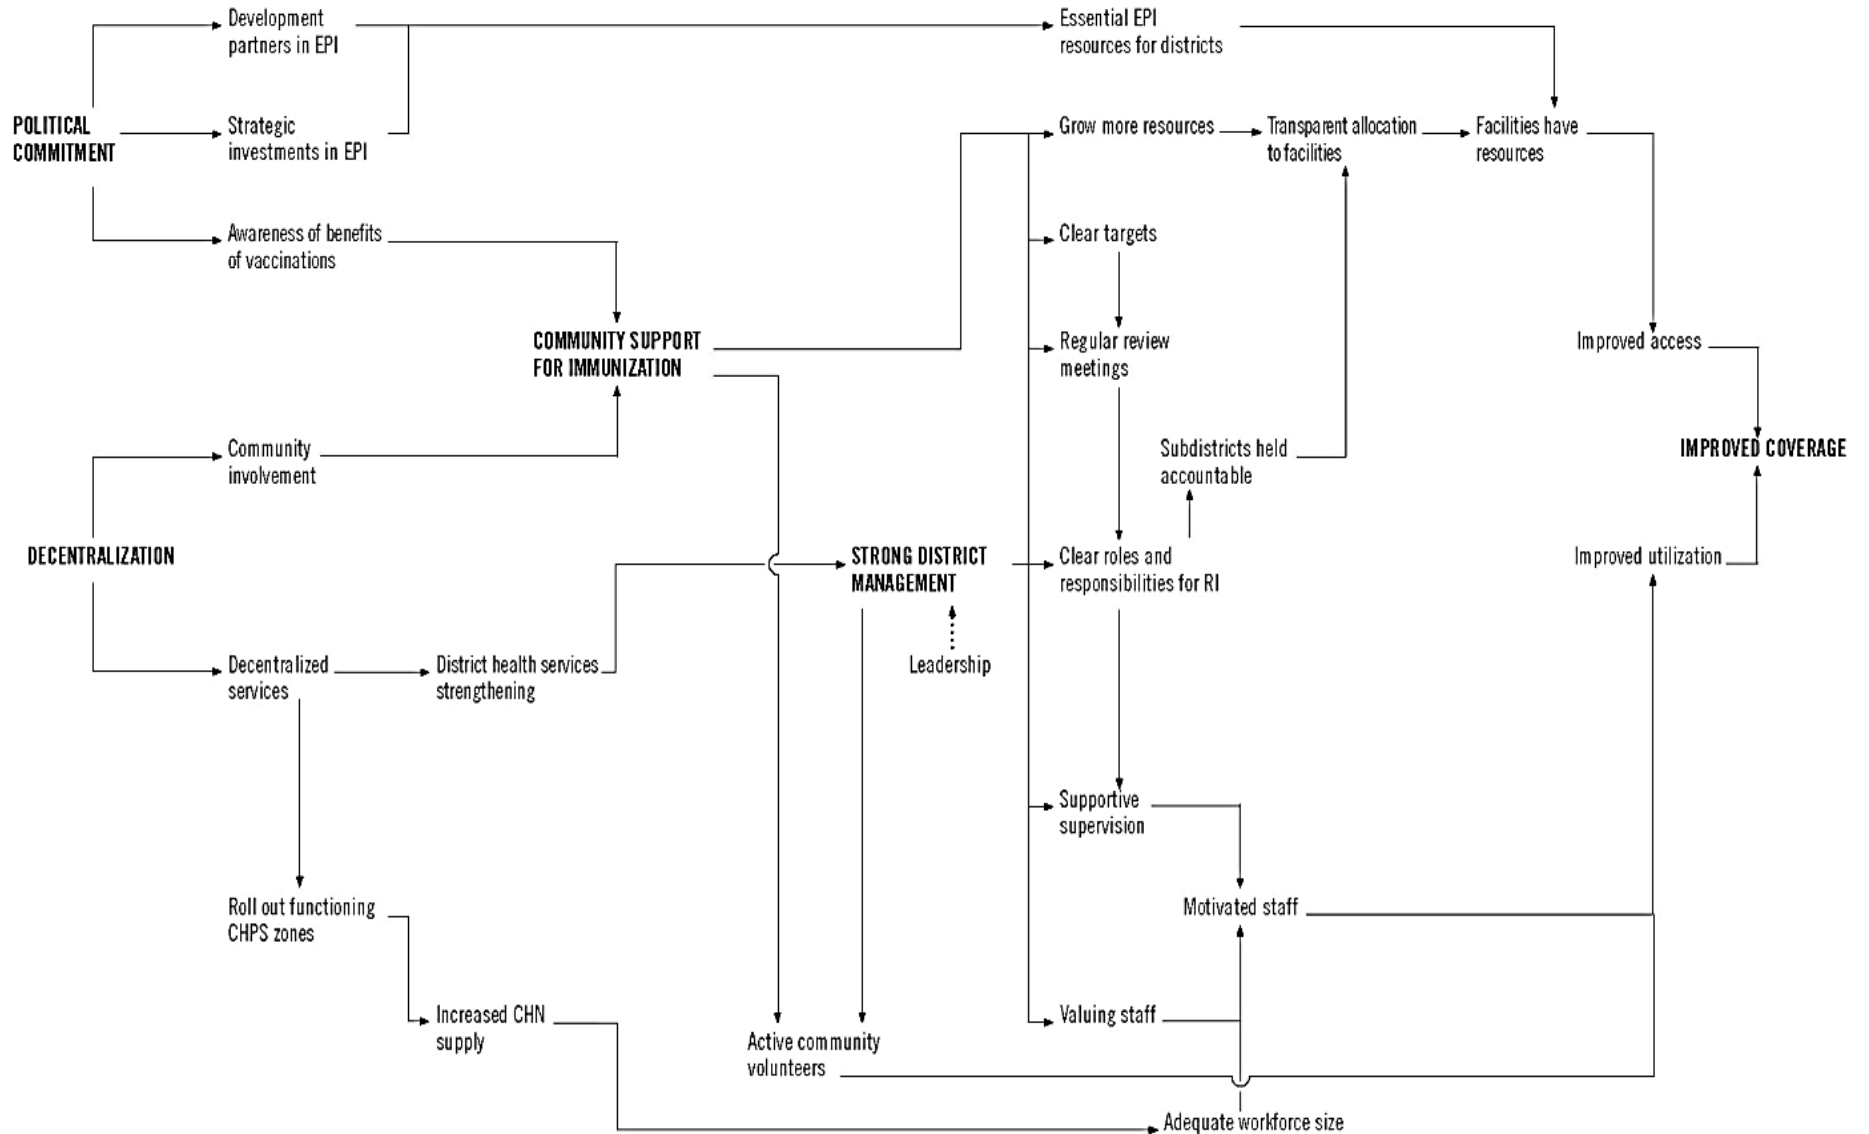 Development
partners in EPI
Essential EPI
resources for districts
POLITICAL
COMMITMENT
Strategic
investments in EPI
Grow more resources
Transparent allocation
to facilities
Facilities have
resources
Awareness of benefits
of vaccinations
Clear targets
COMMUNITY SUPPORT
FOR IMMUNIZATION
Regular review
meetings
Improved access
Community
involvement
Subdistricts held
accountable
IMPROVED COVERAGE
DECENTRALIZATION
STRONG DISTRICT
MANAGEMENT
Clear roles and
responsibilities for RI
Improved utilization
Decentralized
services
District health services
strengthening
Leadership
Supportive
supervision
Roll out functioning
CHPS zones
Motivated staff
Increased CHN
supply
Active community
volunteers
Valuing staff
Adequate workforce size